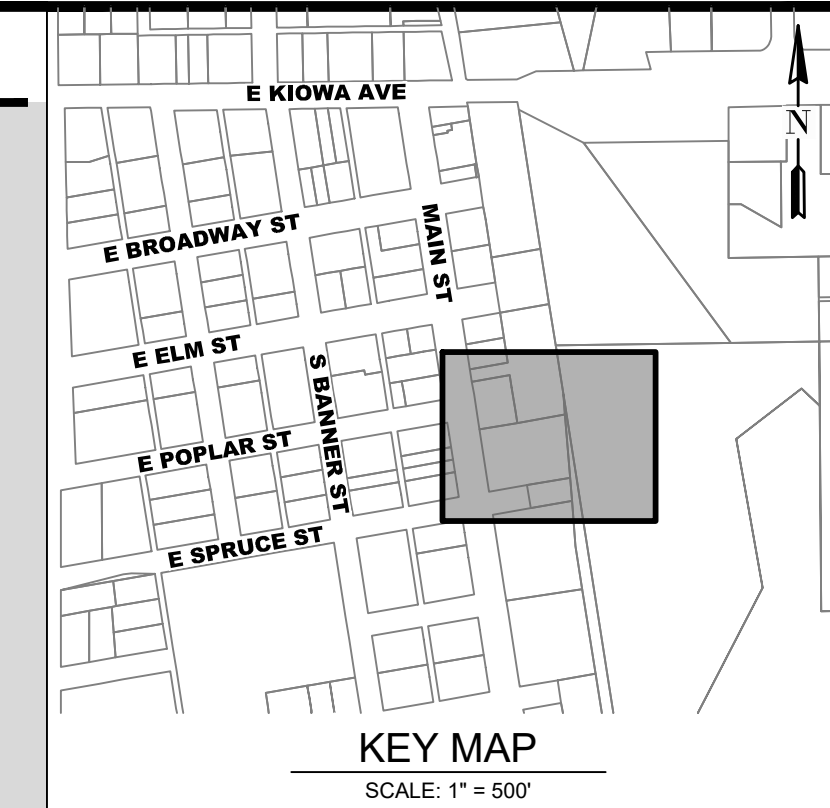 E KIOWA AVE
N
MAIN ST
E BROADWAY ST
E ELM ST
S BANNER ST
E POPLAR ST
E SPRUCE ST
KEY MAP
SCALE: 1" = 500'